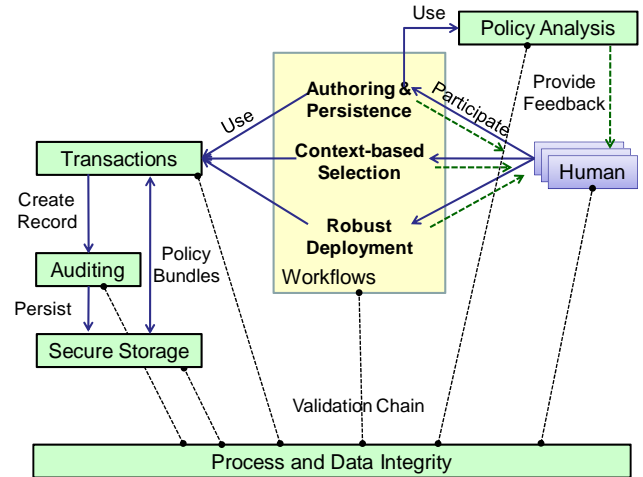 Use
Policy Analysis
Authoring &
Persistence
Participate
Provide
Feedback
Use
Transactions
Context-based
Selection
Human
Create
Record
Robust
Deployment
Policy
Bundles
Auditing
Workflows
Persist
Secure Storage
Validation Chain
Process and Data Integrity